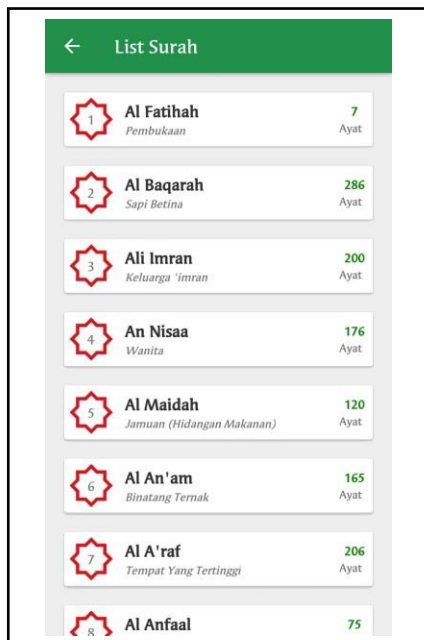 List Surah
1
Al Fatihah
7
Pembukaan
Ayat
2
Al Baqarah
286
Sapi Betina
Ayat
3
Ali Imran
200
Keluarga 'imran
Ayat
4
An Nisaa
176
Wanita
Ayat
5
Al Maidah
120
Jamuan (Hidangan Makanan)
Ayat
6
Al An'am
165
Binatang Ternak
Ayat
7
Al A'raf
206
Tempat Yang Tertinggi
Ayat
8
Al Anfaal
75